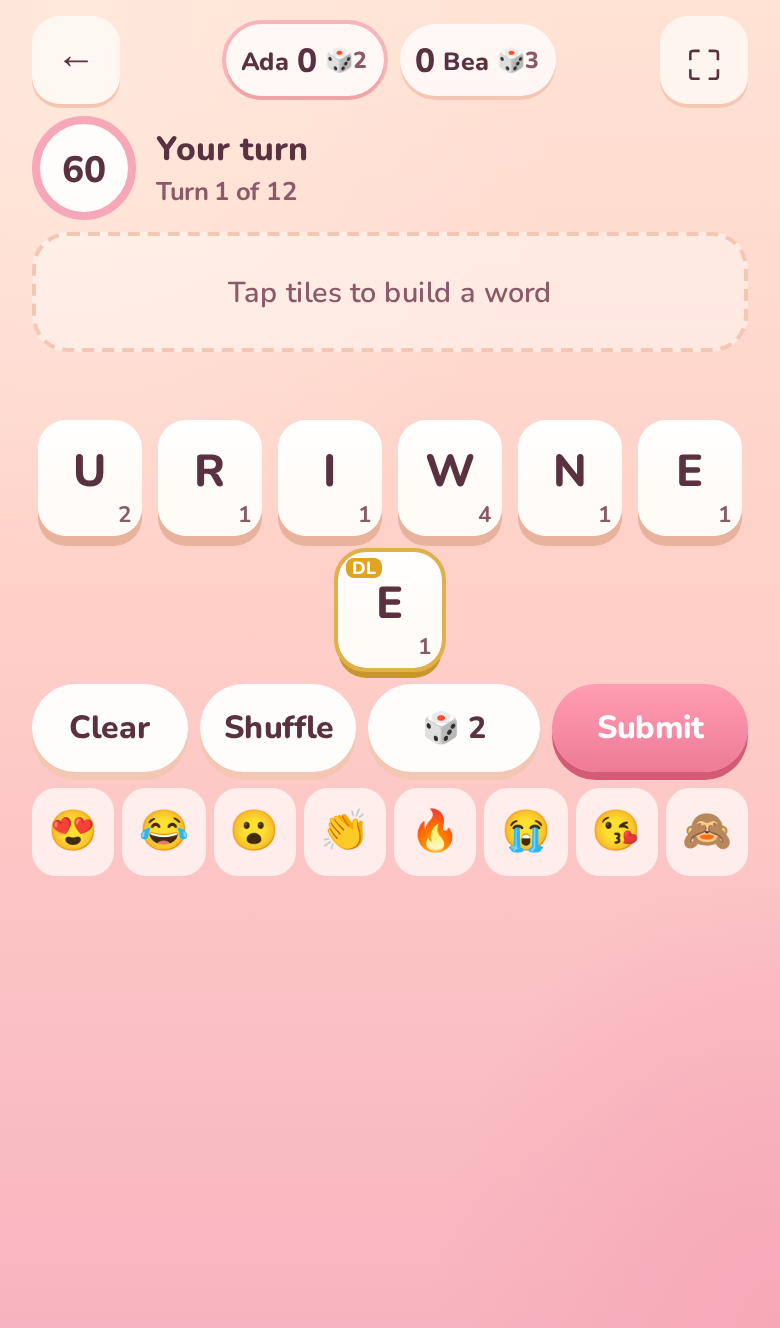 ← Ada 0 🎲2 0 Bea 🎲3
60
Your turn
Turn 1 of 12
Tap tiles to build a word
U 2 R 1 I 1 W 4 N 1 E 1
DL E 1
Clear Shuffle 🎲 2 Submit
😍 😂 😮 👏 🔥 😭 😘 🙈